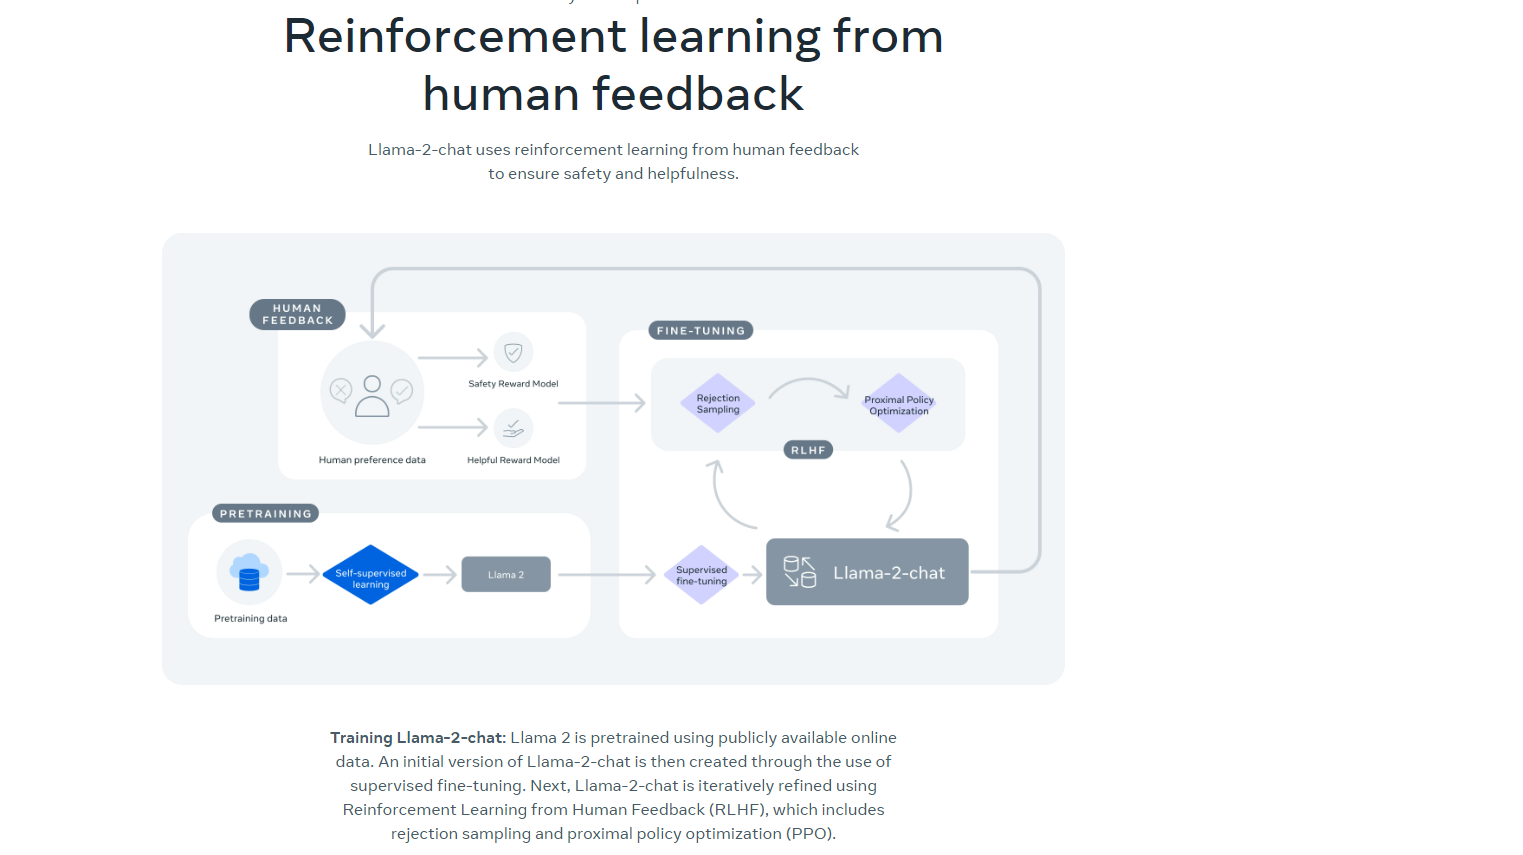 Reinforcement learning from
human feedback
Llama-2-chat uses reinforcement learning from human feedback
to ensure safety and helpfulness.
HUMAN
FEEDBACK
Safety Reward Model
Human preference data
Helpful Reward Model
FINE-TUNING
Rejection
Sampling
Proximal Policy
Optimization
RLHF
PRETRAINING
Pretraining data
Self-supervised
learning
Llama 2
Supervised
fine-tuning
Llama-2-chat
Training Llama-2-chat: Llama 2 is pretrained using publicly available online
data. An initial version of Llama-2-chat is then created through the use of
supervised fine-tuning. Next, Llama-2-chat is iteratively refined using
Reinforcement Learning from Human Feedback (RLHF), which includes
rejection sampling and proximal policy optimization (PPO).